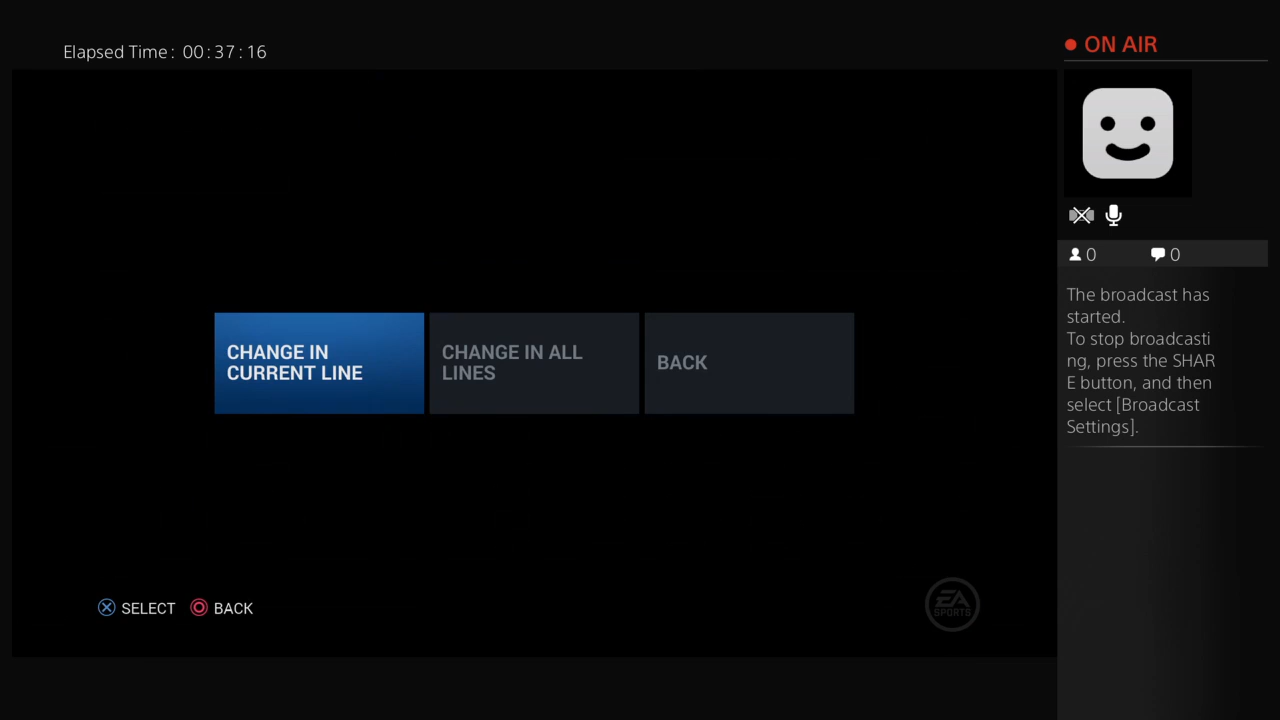 Elapsed Time: 00:37:16
ON AIR
0 0
The broadcast has
started.
To stop broadcasti
ng, press the SHAR
E button, and then
select [Broadcast
Settings].
CHANGE IN
CURRENT LINE
CHANGE IN ALL
LINES
BACK
SELECT BACK
EA
SPORTS